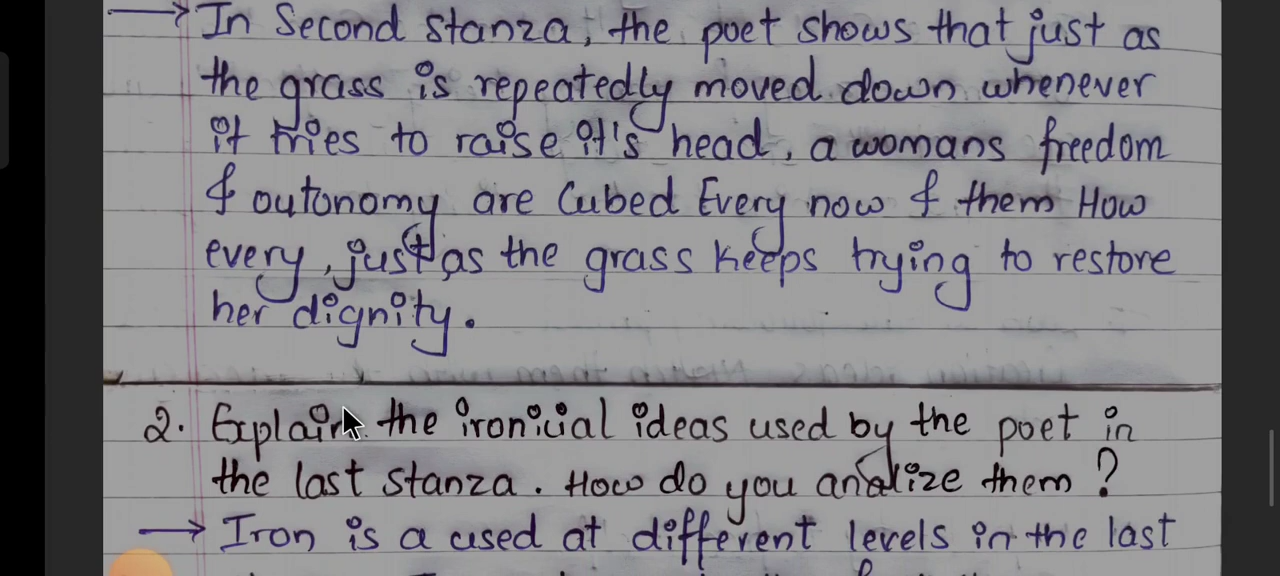 → In Second stanza, the poet shows that just as
the grass is repeatedly moved down whenever
it tries to raise it's head, a womans freedom
& outonomy are Cubed Every now & them How
every, just as the grass keeps trying to restore
her dignity.
2. Explain the ironicial ideas used by the poet in
the last stanza. How do you analize them?
→ Iron is a used at different levels in the last